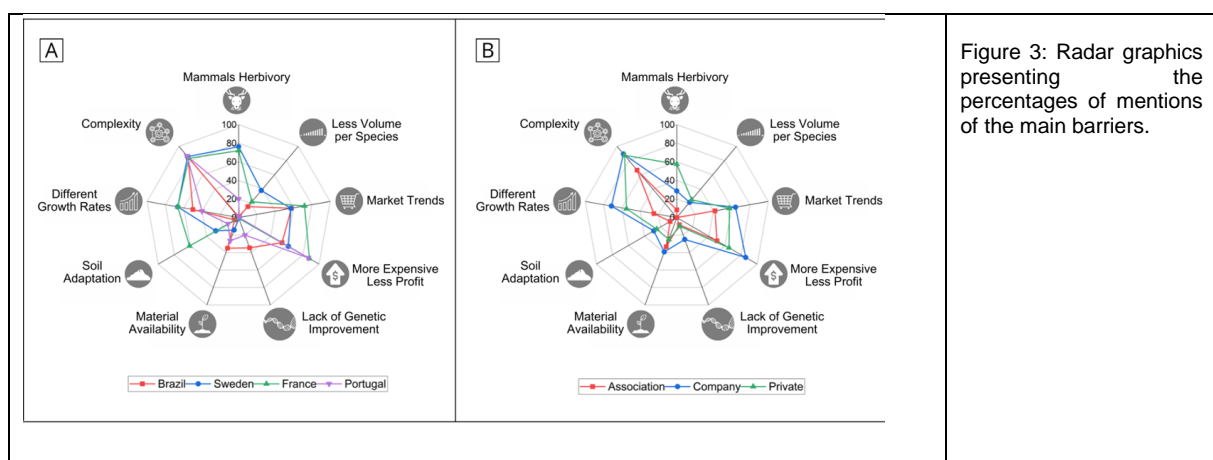 A
Mammals Herbivory
Complexity
Less Volume
per Species
100
80
60
40
20
0
Different
Growth Rates
Market Trends
Soil
Adaptation
More Expensive
Less Profit
Material
Availability
Lack of Genetic
Improvement
Brazil Sweden France Portugal
B
Mammals Herbivory
Complexity
Less Volume
per Species
100
80
60
40
20
0
Different
Growth Rates
Market Trends
Soil
Adaptation
More Expensive
Less Profit
Material
Availability
Lack of Genetic
Improvement
Association Company Private
Figure 3: Radar graphics
presenting the
percentages of mentions
of the main barriers.